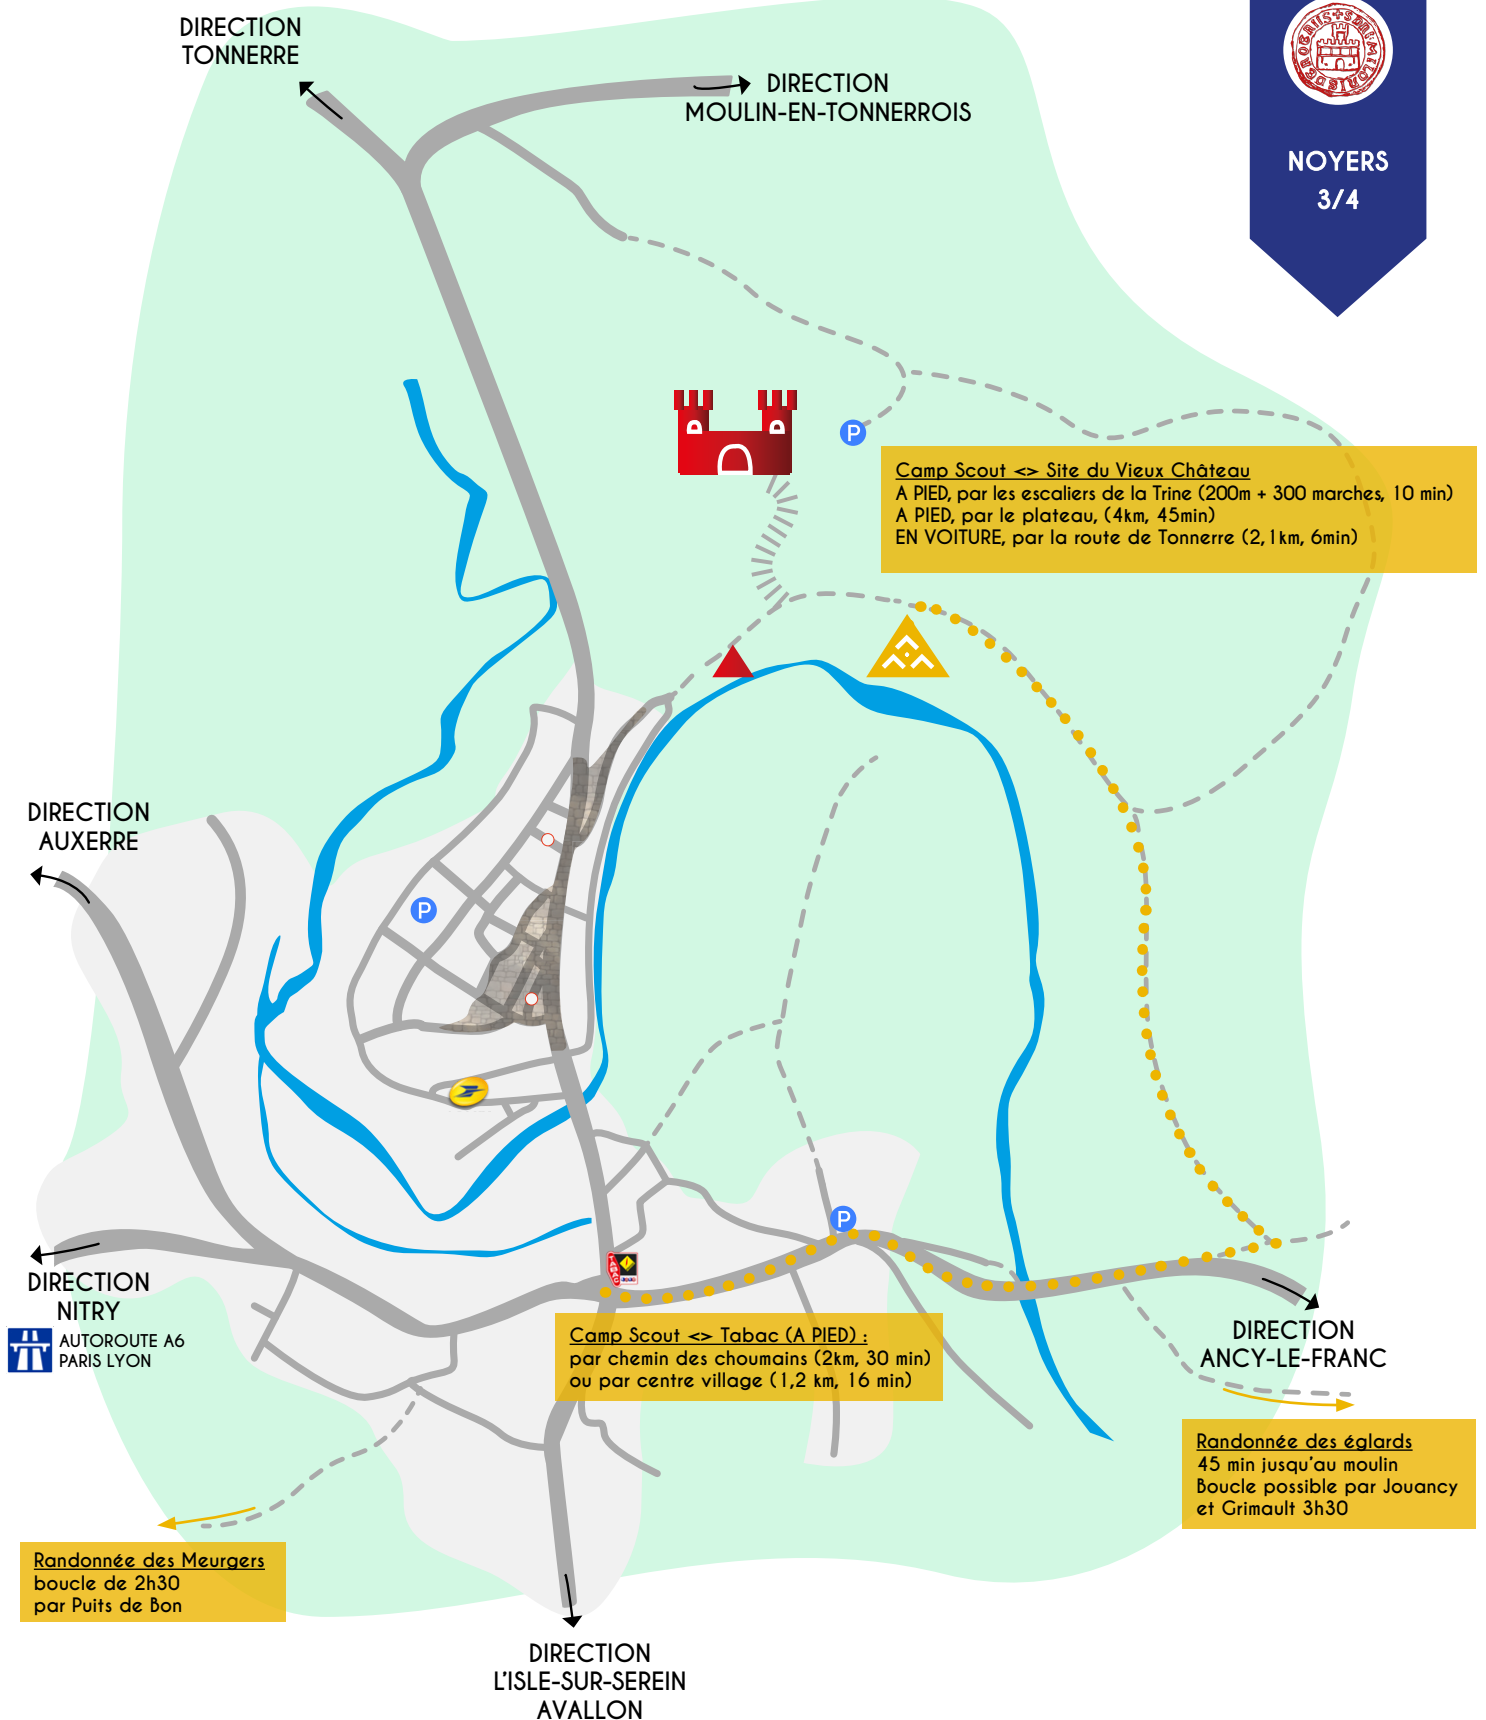 DIRECTION
TONNERRE
DIRECTION
MOULIN-EN-TONNERROIS
NOYERS
3/4
P
Camp Scout <> Site du Vieux Château
A PIED, par les escaliers de la Trine (200m + 300 marches, 10 min)
A PIED, par le plateau, (4km, 45min)
EN VOITURE, par la route de Tonnerre (2,1km, 6min)
DIRECTION
AUXERRE
P
P
TABAC
DIRECTION
NITRY
AUTOROUTE A6
PARIS LYON
Camp Scout <> Tabac (A PIED) :
par chemin des choumains (2km, 30 min)
ou par centre village (1,2 km, 16 min)
DIRECTION
ANCY-LE-FRANC
Randonnée des églards
45 min jusqu'au moulin
Boucle possible par Jouancy
et Grimault 3h30
Randonnée des Meurgers
boucle de 2h30
par Puits de Bon
DIRECTION
L'ISLE-SUR-SEREIN
AVALLON